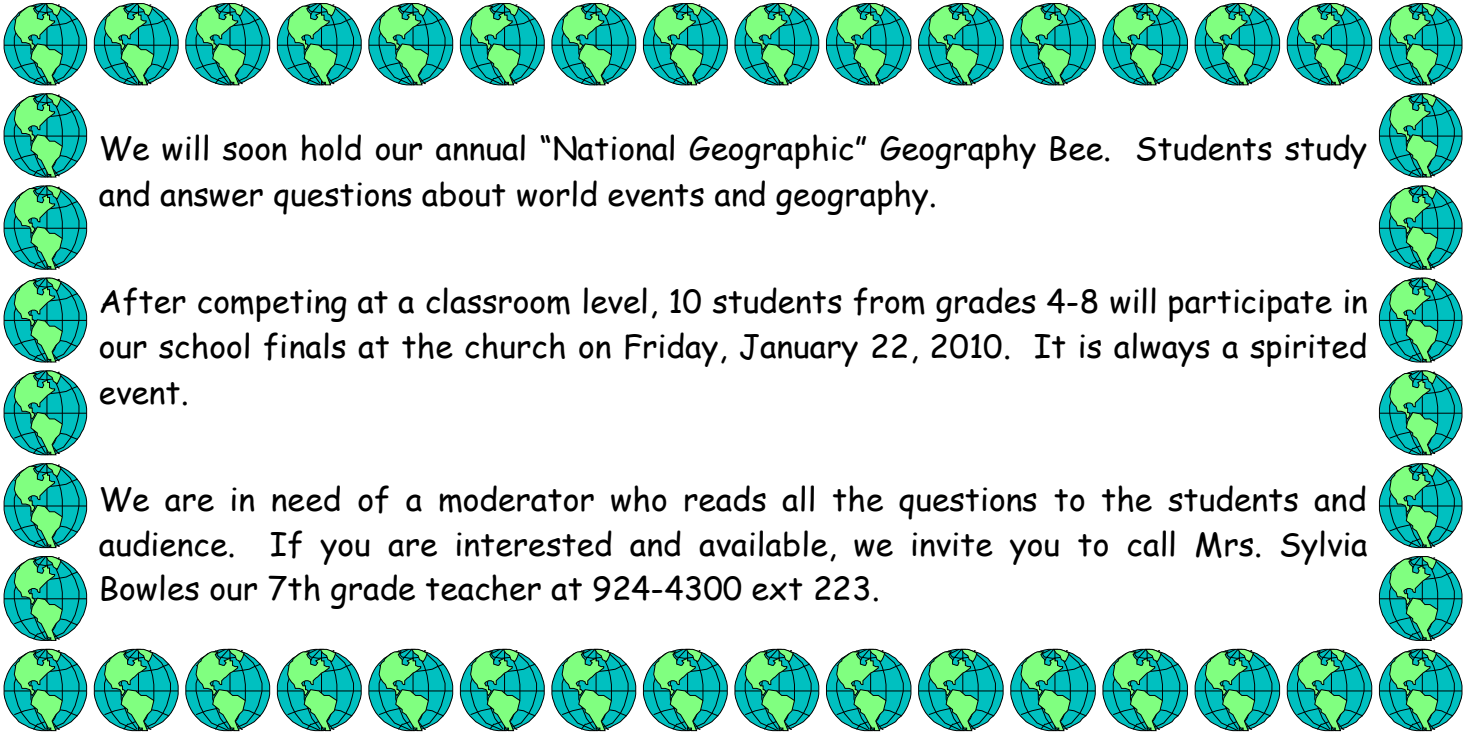 We will soon hold our annual “National Geographic” Geography Bee. Students study
and answer questions about world events and geography.
After competing at a classroom level, 10 students from grades 4-8 will participate in
our school finals at the church on Friday, January 22, 2010. It is always a spirited
event.
We are in need of a moderator who reads all the questions to the students and
audience. If you are interested and available, we invite you to call Mrs. Sylvia
Bowles our 7th grade teacher at 924-4300 ext 223.